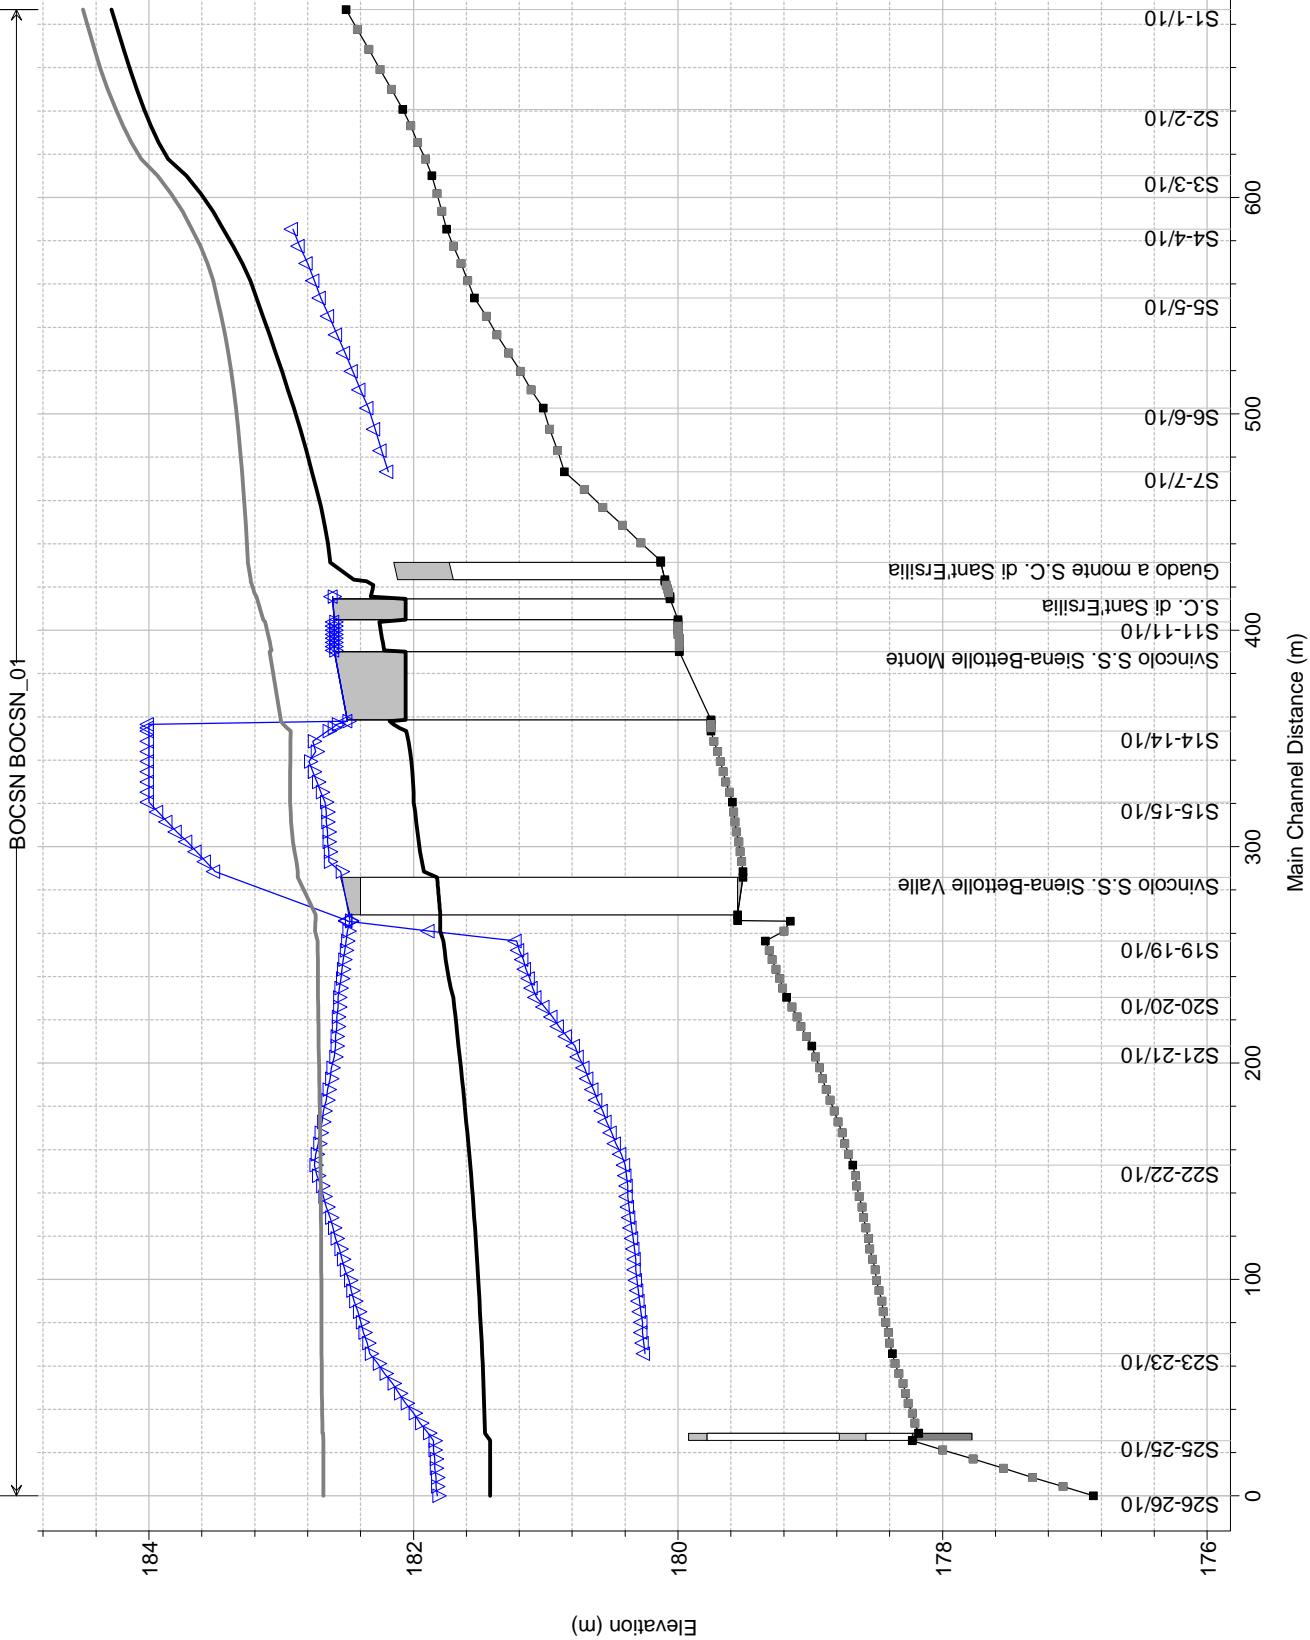 BOCSN BOCSN_01
S1-1/10
S2-2/10
S3-3/10
S4-4/10
S5-5/10
S6-6/10
S7-7/10
Guado a monte S.C. di Sant'Ersilia
S.C. di Sant'Ersilia
S11-11/10
Svincolo S.S. Siena-Bettolle Monte
S14-14/10
S15-15/10
Svincolo S.S. Siena-Bettolle Valle
S19-19/10
S20-20/10
S21-21/10
S22-22/10
S23-23/10
S25-25/10
S26-26/10
600
500
400
300
200
100
0
Main Channel Distance (m)
184
182
180
178
176
Elevation (m)